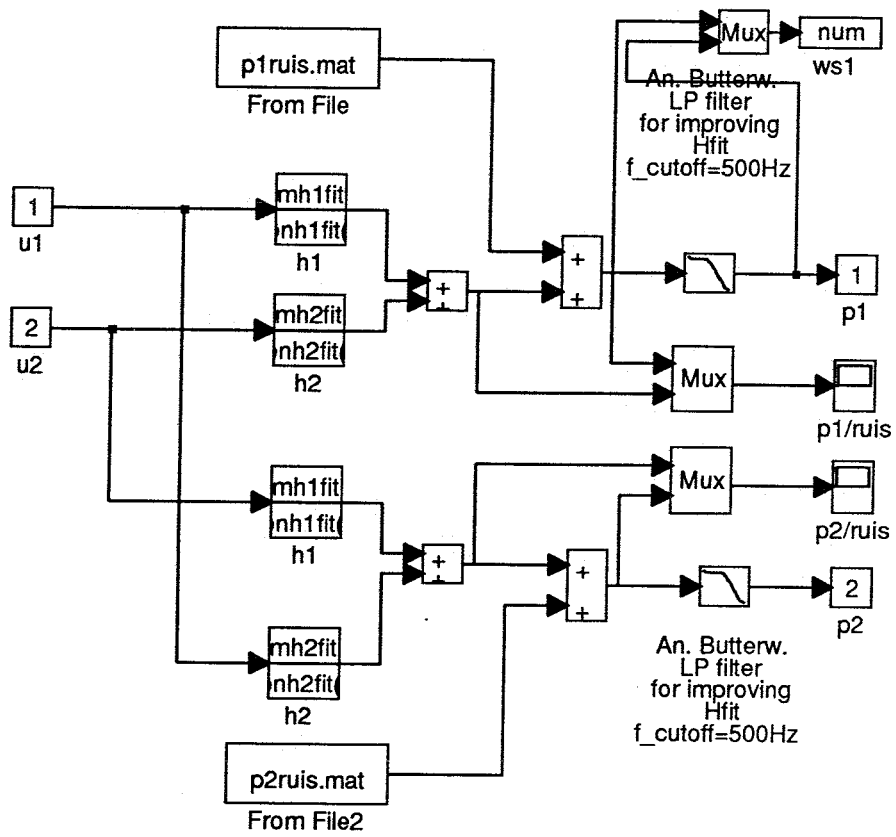 p1ruis.mat
From File
Mux
num
ws1
An. Butterw.
LP filter
for improving
Hfit
f_cutoff=500Hz
1
u1
mh1fit
nh1fit(
h1
+
+
+
+
1
p1
2
u2
mh2fit
nh2fit(
h2
Mux
p1/ruis
mh1fit
nh1fit(
h1
Mux
p2/ruis
+
+
+
+
2
p2
mh2fit
nh2fit(
h2
An. Butterw.
LP filter
for improving
Hfit
f_cutoff=500Hz
p2ruis.mat
From File2